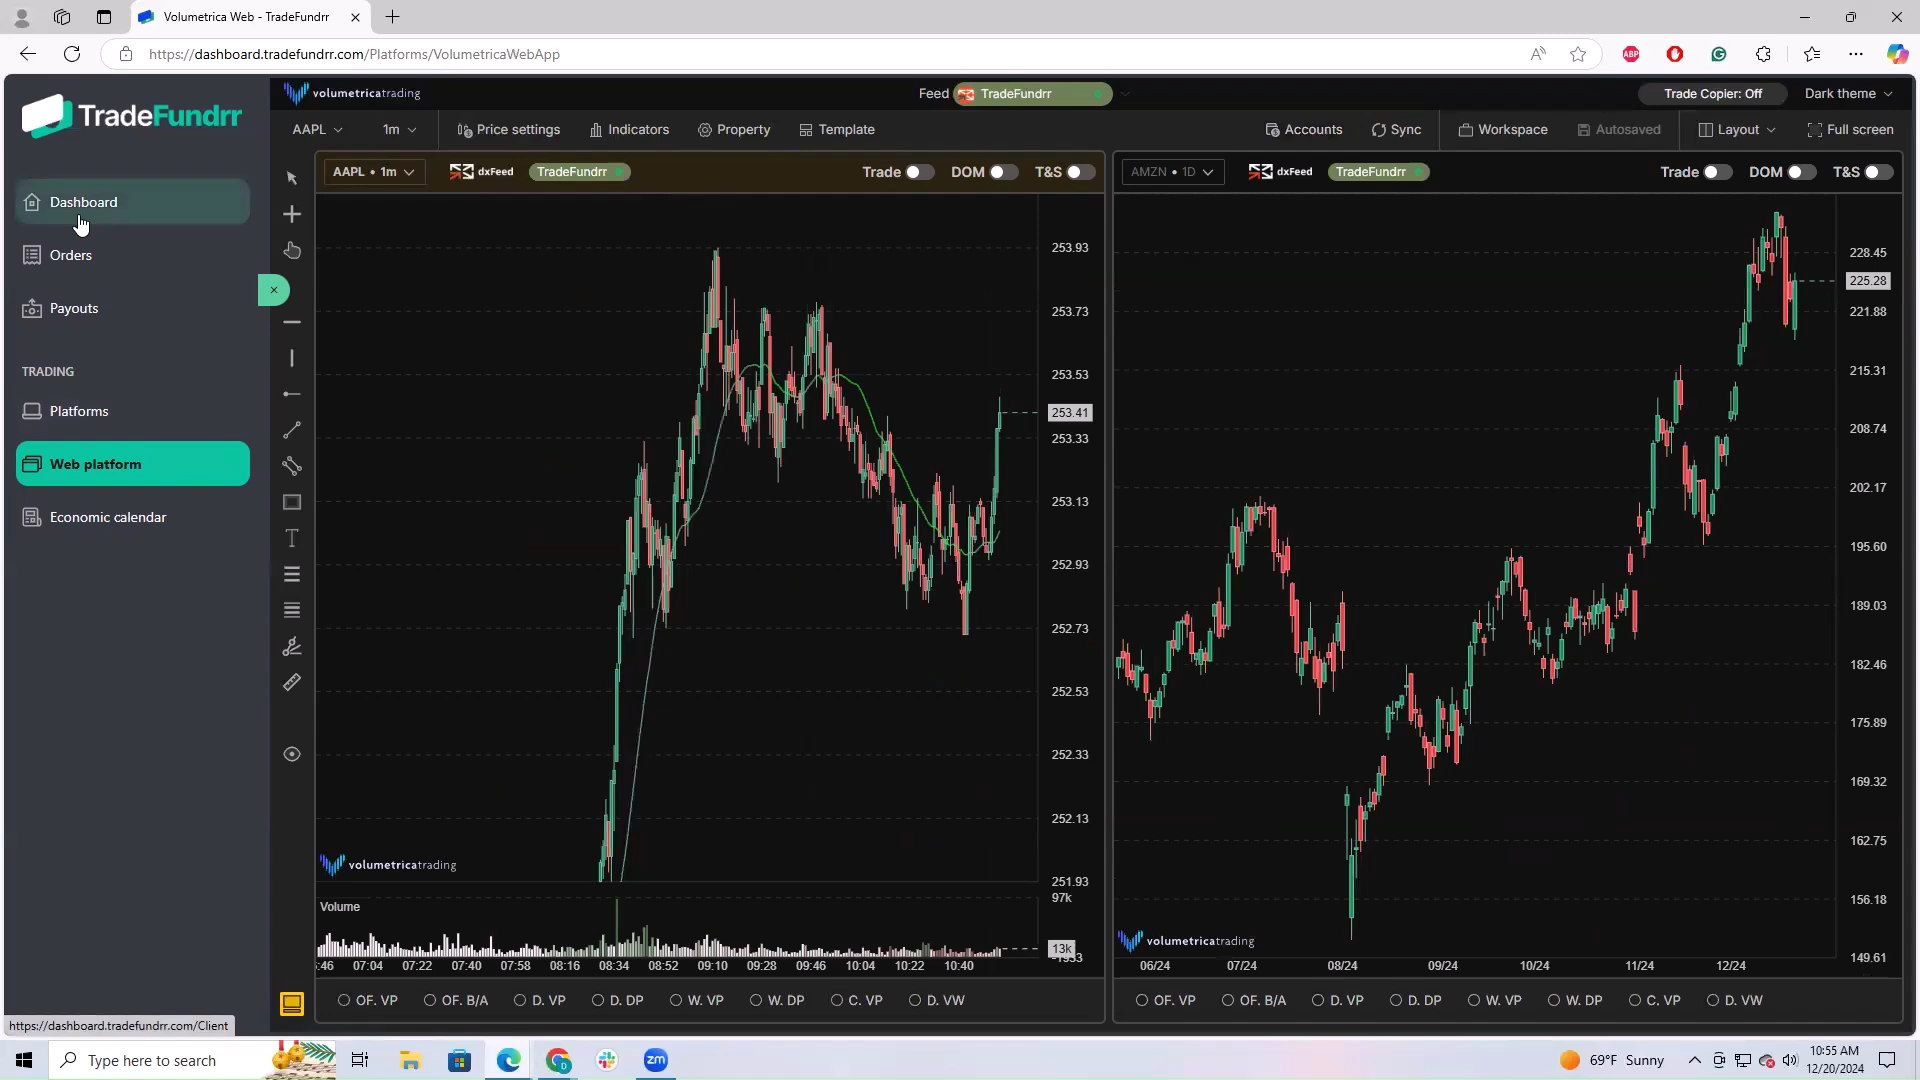 Volumetrica Web - TradeFundrr
https://dashboard.tradefundrr.com/Platforms/VolumetricaWebApp
ABP
TradeFundrr
volumetricatrading
Feed TradeFundrr
Trade Copier: Off
Dark theme
AAPL 1m Price settings Indicators Property Template
Accounts Sync Workspace Autosaved Layout Full screen
AAPL • 1m dxFeed TradeFundrr Trade DOM T&S
AMZN • 1D dxFeed TradeFundrr Trade DOM T&S
Dashboard
Orders
Payouts
TRADING
Platforms
Web platform
Economic calendar
253.93
253.73
253.53
253.41
253.33
253.13
252.93
252.73
252.53
252.33
252.13
251.93
volumetricatrading
Volume
97k
13k
:46 07:04 07:22 07:40 07:58 08:16 08:34 08:52 09:10 09:28 09:46 10:04 10:22 10:40
OF. VP OF. B/A D. VP D. DP W. VP W. DP C. VP D. VW
228.45
225.28
221.88
215.31
208.74
202.17
195.60
189.03
182.46
175.89
169.32
162.75
156.18
149.61
volumetricatrading
06/24 07/24 08/24 09/24 10/24 11/24 12/24
OF. VP OF. B/A D. VP D. DP W. VP W. DP C. VP D. VW
https://dashboard.tradefundrr.com/Client
Type here to search
zm
69°F Sunny
10:55 AM
12/20/2024